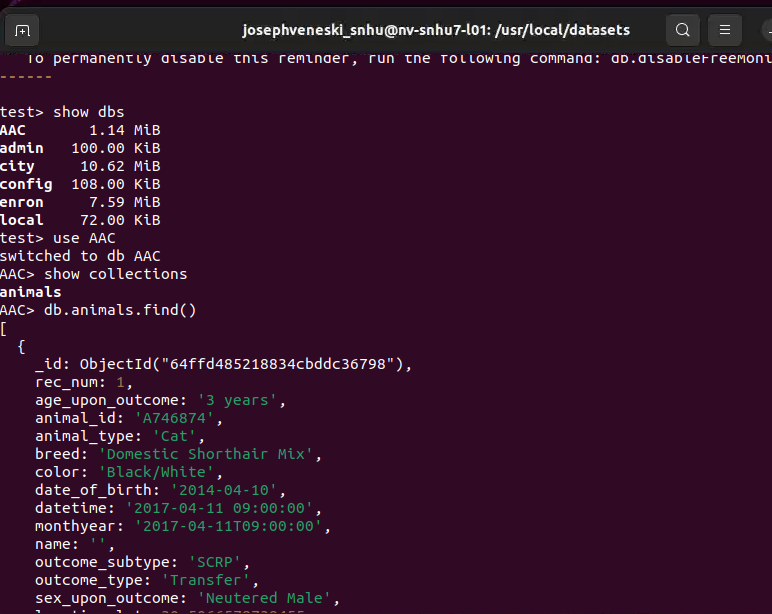 josephveneski_snhu@nv-snhu7-l01: /usr/local/datasets
To permanently disable this reminder, run the following command: db.disableFreeMoni
------
test> show dbs
AAC       1.14 MiB
admin   100.00 KiB
city     10.62 MiB
config  108.00 KiB
enron     7.59 MiB
local    72.00 KiB
test> use AAC
switched to db AAC
AAC> show collections
animals
AAC> db.animals.find()
[
  {
    _id: ObjectId("64ffd485218834cbddc36798"),
    rec_num: 1,
    age_upon_outcome: '3 years',
    animal_id: 'A746874',
    animal_type: 'Cat',
    breed: 'Domestic Shorthair Mix',
    color: 'Black/White',
    date_of_birth: '2014-04-10',
    datetime: '2017-04-11 09:00:00',
    monthyear: '2017-04-11T09:00:00',
    name: '',
    outcome_subtype: 'SCRP',
    outcome_type: 'Transfer',
    sex_upon_outcome: 'Neutered Male',